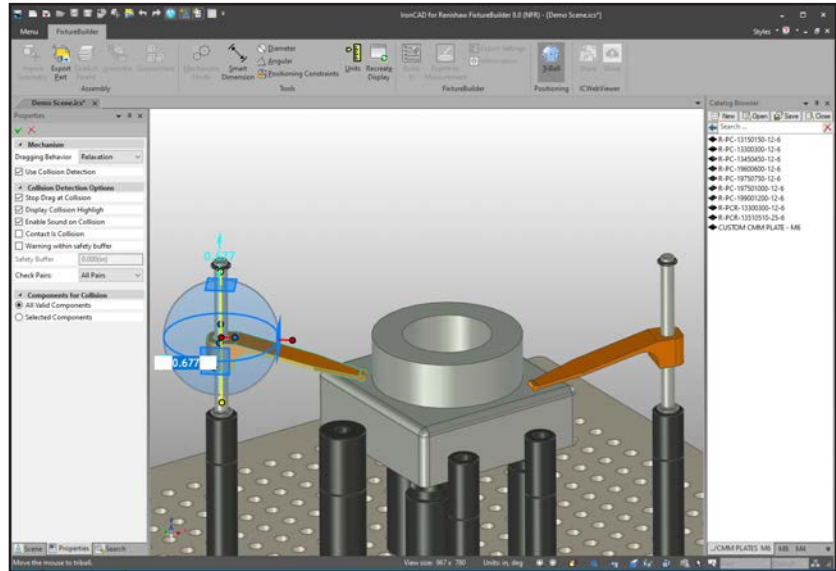 IronCAD for Renishaw FixtureBuilder 8.0 (NFR) - [Demo Scene.ics*]
Menu FixtureBuilder Styles
Export Part
Assembly
Smart Dimension
Diameter
Angular
Positioning Constraints
Units
Recreate Display
Tools
FixtureBuilder
TriBall
Positioning
ICWebViewer
Demo Scene.ics* X
Properties
Mechanism
Dragging Behavior Relaxation
Use Collision Detection
Collision Detection Options
Stop Drag at Collision
Display Collision Highligh
Enable Sound on Collision
Contact Is Collision
Warning within safety buffer
Safety Buffer 0.000(in)
Check Pairs: All Pairs
Components for Collision
All Valid Components
Selected Components
0.677
0.677
Catalog Browser
New Open Save Close
Search ...
R-PC-13150150-12-6
R-PC-13300300-12-6
R-PC-13450450-12-6
R-PC-19600600-12-6
R-PC-19750750-12-6
R-PC-197501000-12-6
R-PC-199001200-12-6
R-PCR-13300300-12-6
R-PCR-13510510-25-6
CUSTOM CMM PLATE - M6
../CMM PLATES M6 M8 M4
Scene Properties Search
Move the mouse to triball. View size: 967 x 780 Units: in, deg